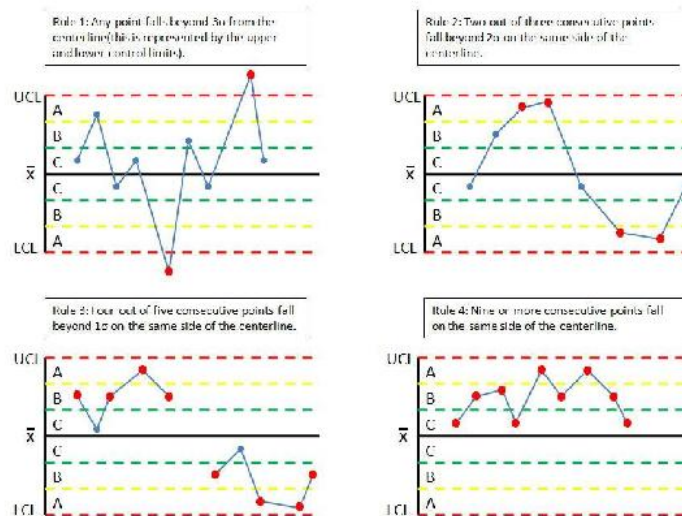 Rule 1: Any point falls beyond 3σ from the
centerline(this is represented by the upper
and lower control limits).
Rule 2: Two out of three consecutive points
fall beyond 2σ on the same side of the
centerline.
UCL
A
B
C
X̄
C
B
A
LCL
UCL
A
B
C
X̄
C
B
A
LCL
Rule 3: Four out of five consecutive points fall
beyond 1σ on the same side of the centerline.
Rule 4: Nine or more consecutive points fall
on the same side of the centerline.
UCL
A
B
C
X̄
C
B
A
LCL
UCL
A
B
C
X̄
C
B
A
LCL